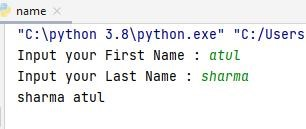 name
"C:\python 3.8\python.exe" "C:/Users
Input your First Name : atul
Input your Last Name : sharma
sharma atul